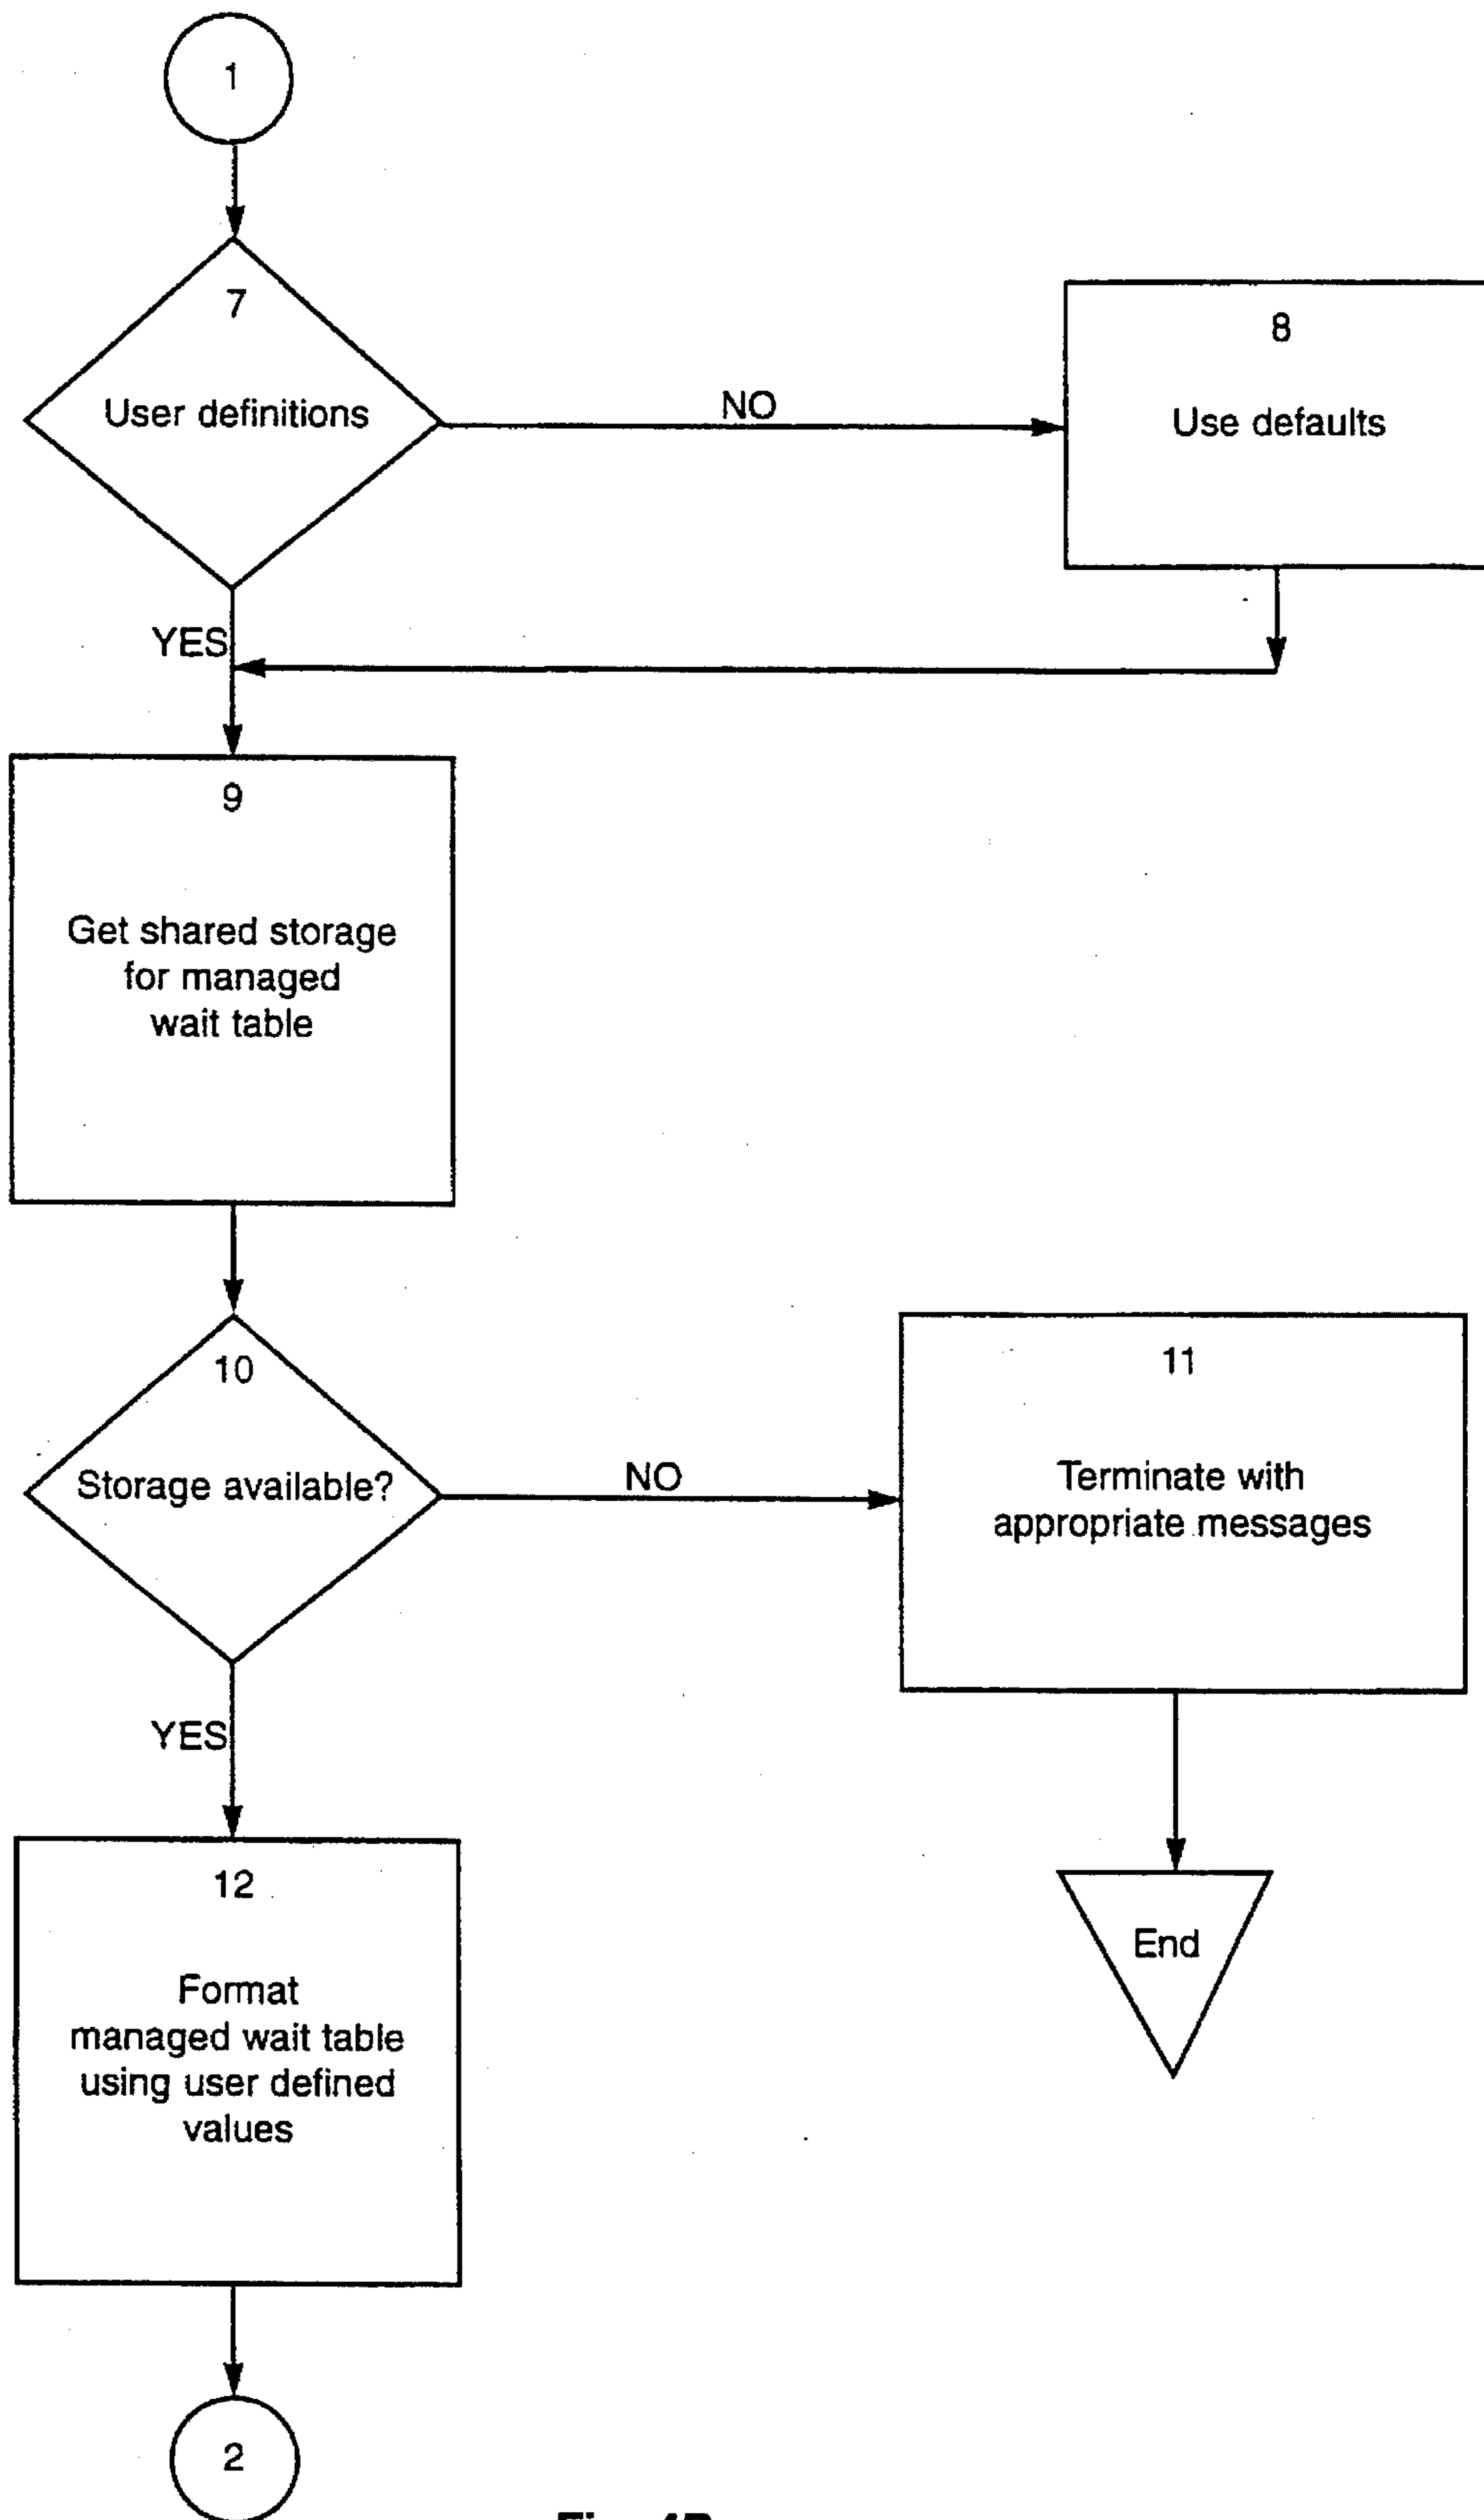 1
7
User definitions
NO
8
Use defaults
YES
9
Get shared storage
for managed
wait table
10
Storage available?
NO
11
Terminate with
appropriate messages
YES
12
Format
managed wait table
using user defined
values
End
2